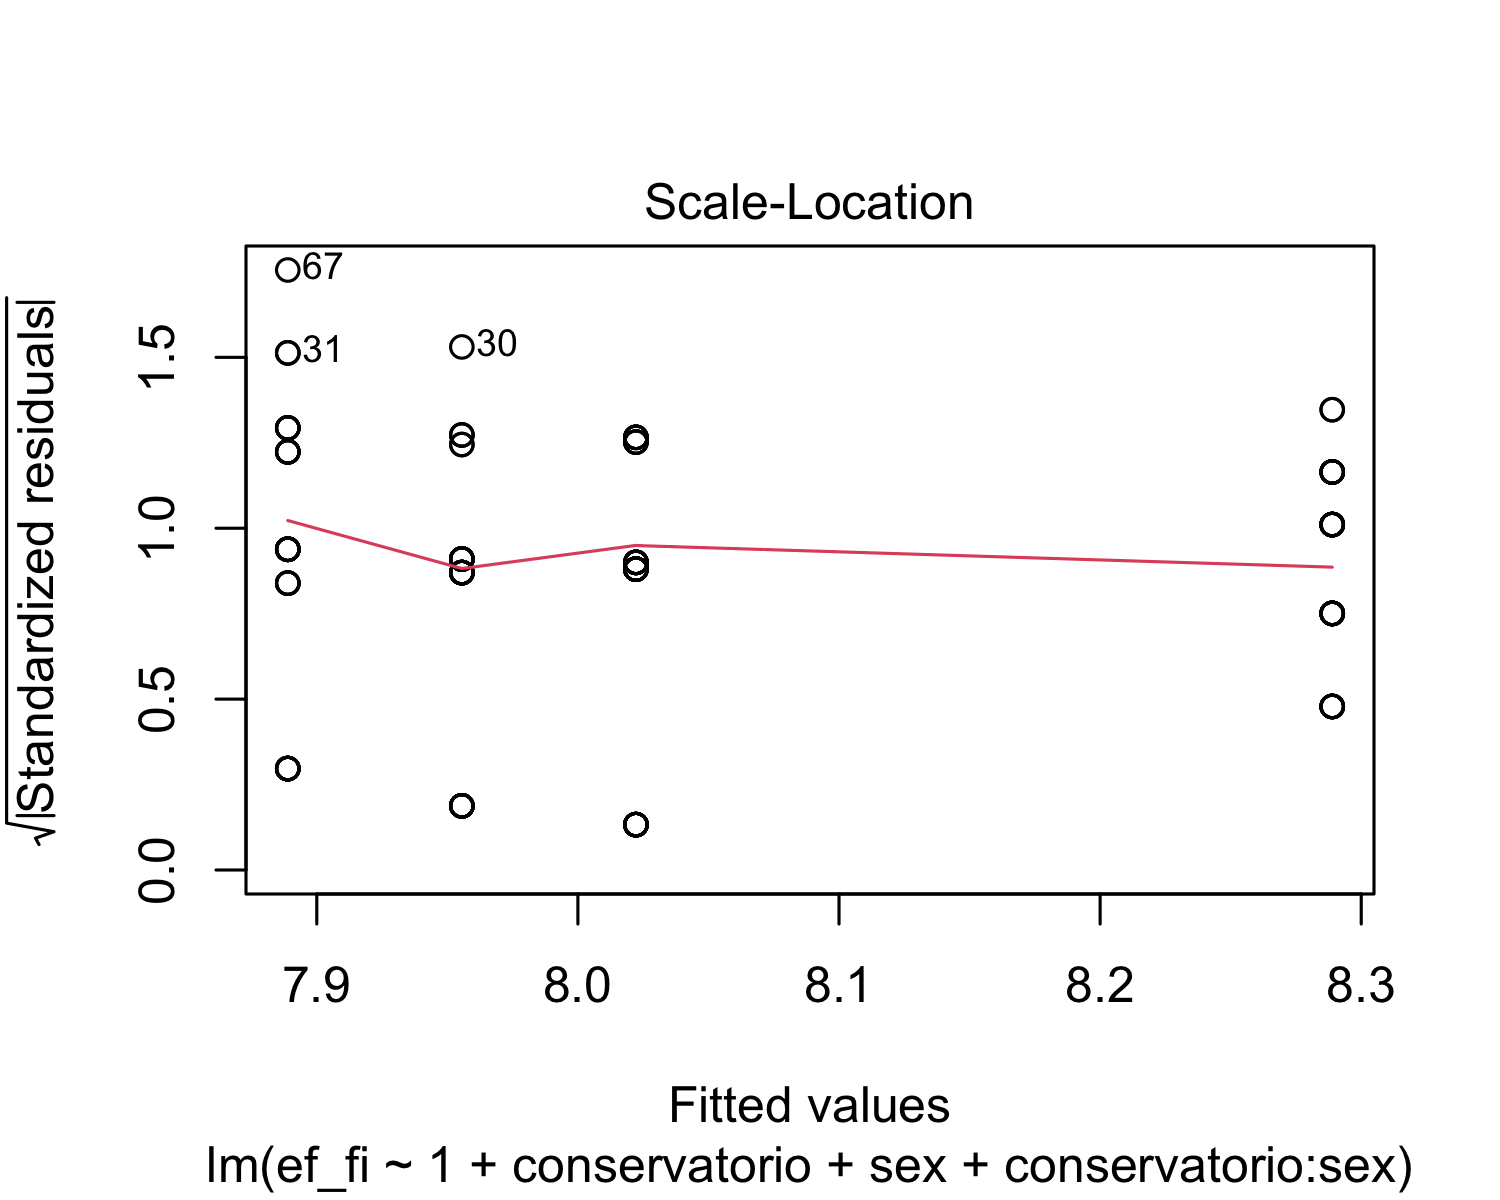 Scale-Location
√|Standardized residuals|
1.5
1.0
0.5
0.0
67
31
30
7.9 8.0 8.1 8.2 8.3
Fitted values
lm(ef_fi ~ 1 + conservatorio + sex + conservatorio:sex)